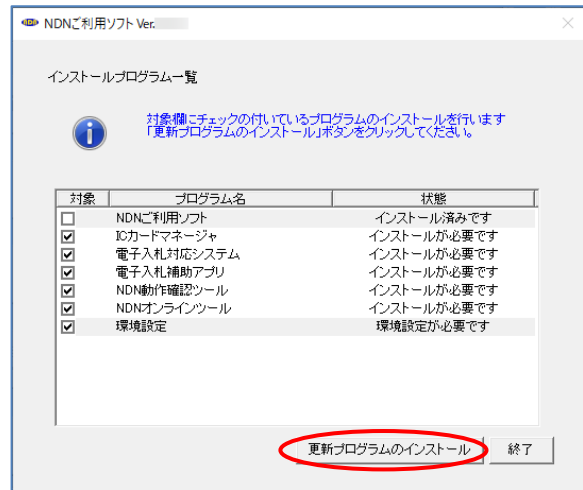 NDNご利用ソフト Ver.
インストールプログラム一覧
対象欄にチェックの付いているプログラムのインストールを行います
「更新プログラムのインストール」ボタンをクリックしてください。
対象 プログラム名 状態
NDNご利用ソフト インストール済みです
ICカードマネージャ インストールが必要です
電子入札対応システム インストールが必要です
電子入札補助アプリ インストールが必要です
NDN動作確認ツール インストールが必要です
NDNオンラインツール インストールが必要です
環境設定 環境設定が必要です
更新プログラムのインストール 終了